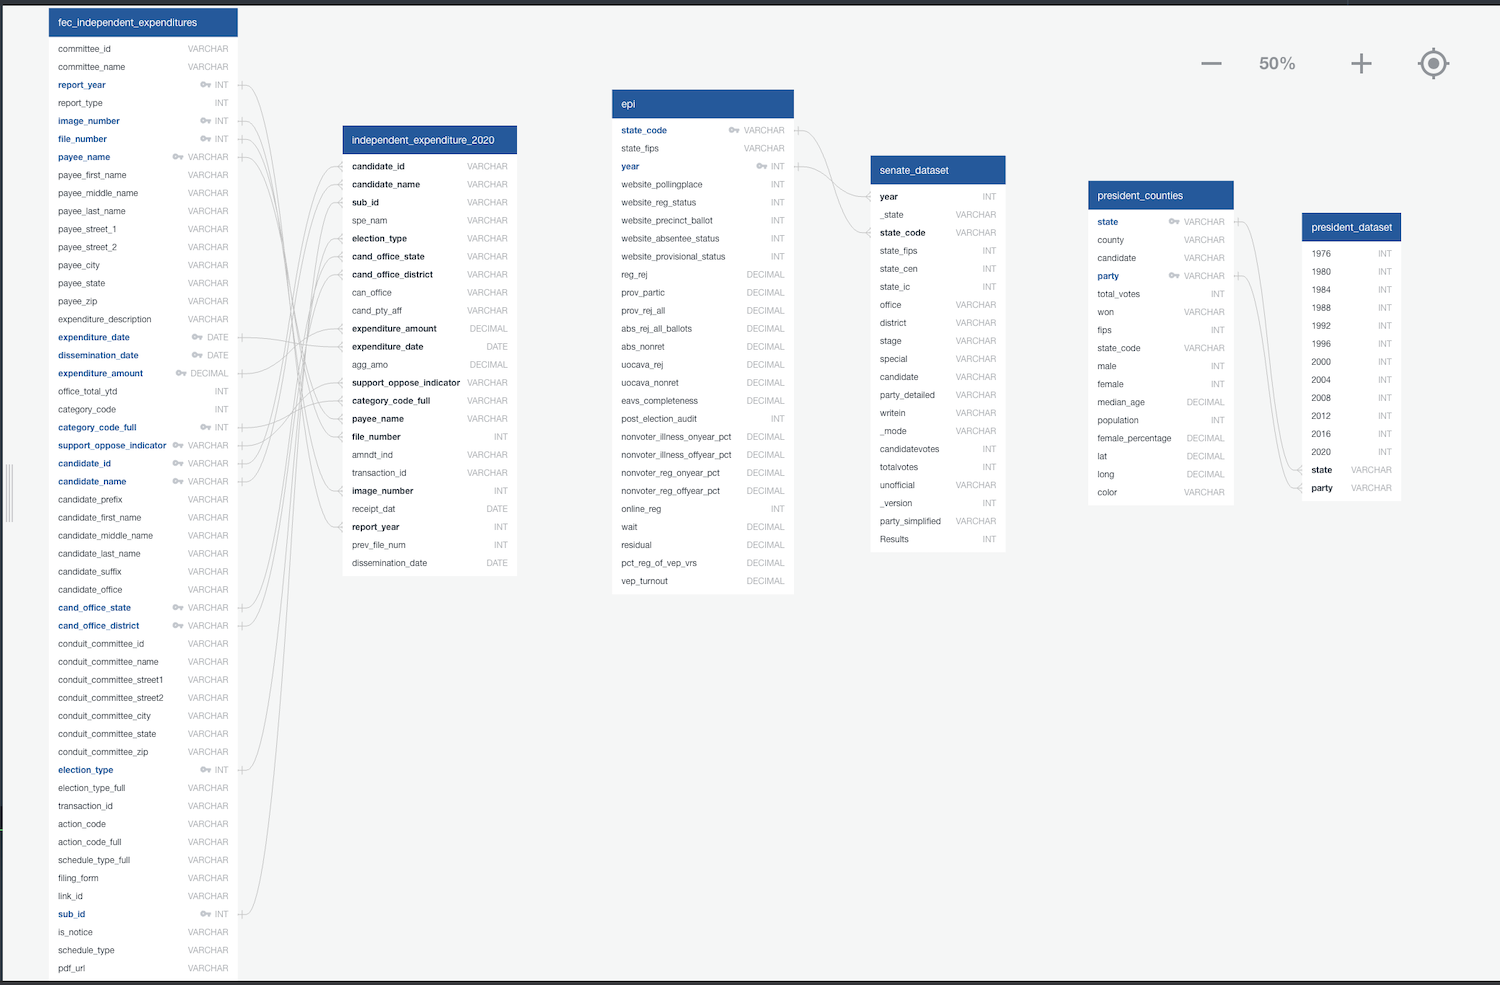 fec_independent_expenditures
committee_id VARCHAR
committee_name VARCHAR
report_year INT
report_type INT
image_number INT
file_number INT
payee_name VARCHAR
payee_first_name VARCHAR
payee_middle_name VARCHAR
payee_last_name VARCHAR
payee_street_1 VARCHAR
payee_street_2 VARCHAR
payee_city VARCHAR
payee_state VARCHAR
payee_zip VARCHAR
expenditure_description VARCHAR
expenditure_date DATE
dissemination_date DATE
expenditure_amount DECIMAL
office_total_ytd INT
category_code INT
category_code_full INT
support_oppose_indicator VARCHAR
candidate_id VARCHAR
candidate_name VARCHAR
candidate_prefix VARCHAR
candidate_first_name VARCHAR
candidate_middle_name VARCHAR
candidate_last_name VARCHAR
candidate_suffix VARCHAR
candidate_office VARCHAR
cand_office_state VARCHAR
cand_office_district VARCHAR
conduit_committee_id VARCHAR
conduit_committee_name VARCHAR
conduit_committee_street1 VARCHAR
conduit_committee_street2 VARCHAR
conduit_committee_city VARCHAR
conduit_committee_state VARCHAR
conduit_committee_zip VARCHAR
election_type INT
election_type_full VARCHAR
transaction_id VARCHAR
action_code VARCHAR
action_code_full VARCHAR
schedule_type_full VARCHAR
filing_form VARCHAR
link_id VARCHAR
sub_id INT
is_notice VARCHAR
schedule_type VARCHAR
pdf_url VARCHAR
independent_expenditure_2020
candidate_id VARCHAR
candidate_name VARCHAR
sub_id VARCHAR
spe_nam VARCHAR
election_type VARCHAR
cand_office_state VARCHAR
cand_office_district VARCHAR
can_office VARCHAR
cand_pty_aff VARCHAR
expenditure_amount DECIMAL
expenditure_date DATE
agg_amo DECIMAL
support_oppose_indicator VARCHAR
category_code_full VARCHAR
payee_name VARCHAR
file_number INT
amndt_ind VARCHAR
transaction_id VARCHAR
image_number INT
receipt_dat DATE
report_year INT
prev_file_num INT
dissemination_date DATE
epi
state_code VARCHAR
state_fips VARCHAR
year INT
website_pollingplace INT
website_reg_status INT
website_precinct_ballot INT
website_absentee_status INT
website_provisional_status INT
reg_rej DECIMAL
prov_partic DECIMAL
prov_rej_all DECIMAL
abs_rej_all_ballots DECIMAL
abs_nonret DECIMAL
uocava_rej DECIMAL
uocava_nonret DECIMAL
eavs_completeness DECIMAL
post_election_audit INT
nonvoter_illness_onyear_pct DECIMAL
nonvoter_illness_offyear_pct DECIMAL
nonvoter_reg_onyear_pct DECIMAL
nonvoter_reg_offyear_pct DECIMAL
online_reg INT
wait DECIMAL
residual DECIMAL
pct_reg_of_vep_vrs DECIMAL
vep_turnout DECIMAL
senate_dataset
year INT
_state VARCHAR
state_code VARCHAR
state_fips INT
state_cen INT
state_ic INT
office VARCHAR
district VARCHAR
stage VARCHAR
special VARCHAR
candidate VARCHAR
party_detailed VARCHAR
writein VARCHAR
_mode VARCHAR
candidatevotes INT
totalvotes INT
unofficial VARCHAR
_version INT
party_simplified VARCHAR
Results INT
50%
president_counties
state VARCHAR
county VARCHAR
candidate VARCHAR
party VARCHAR
total_votes INT
won VARCHAR
fips INT
state_code VARCHAR
male INT
female INT
median_age DECIMAL
population INT
female_percentage DECIMAL
lat DECIMAL
long DECIMAL
color VARCHAR
president_dataset
1976 INT
1980 INT
1984 INT
1988 INT
1992 INT
1996 INT
2000 INT
2004 INT
2008 INT
2012 INT
2016 INT
2020 INT
state VARCHAR
party VARCHAR